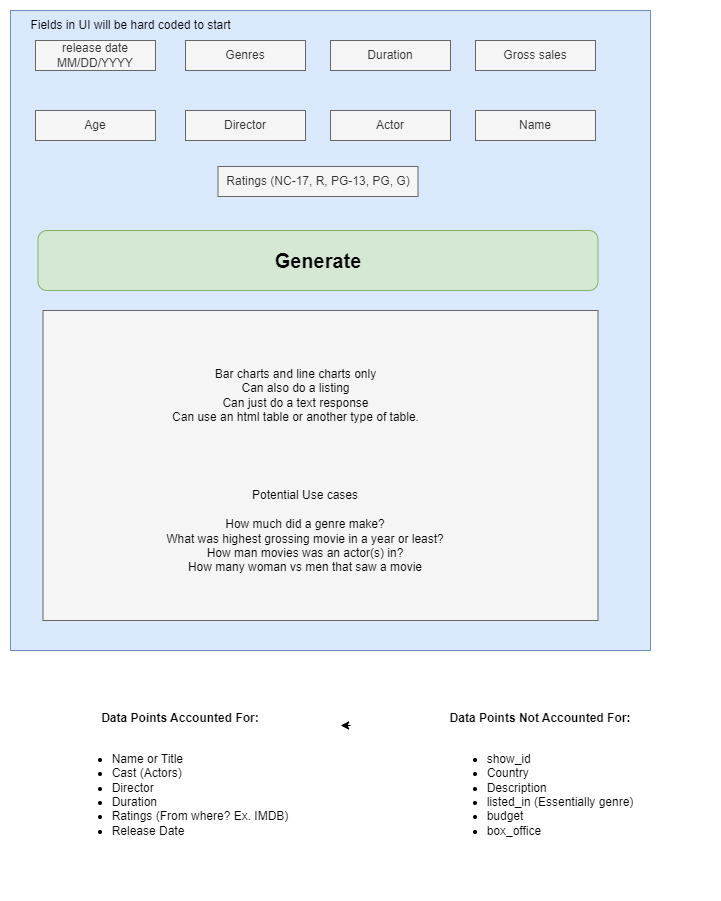 Fields in UI will be hard coded to start
release date
MM/DD/YYYY
Genres
Duration
Gross sales
Age
Director
Actor
Name
Ratings (NC-17, R, PG-13, PG, G)
Generate
Bar charts and line charts only
Can also do a listing
Can just do a text response
Can use an html table or another type of table.
Potential Use cases
How much did a genre make?
What was highest grossing movie in a year or least?
How man movies was an actor(s) in?
How many woman vs men that saw a movie
Data Points Accounted For:
• Name or Title
• Cast (Actors)
• Director
• Duration
• Ratings (From where? Ex. IMDB)
• Release Date
Data Points Not Accounted For:
• show_id
• Country
• Description
• listed_in (Essentially genre)
• budget
• box_office